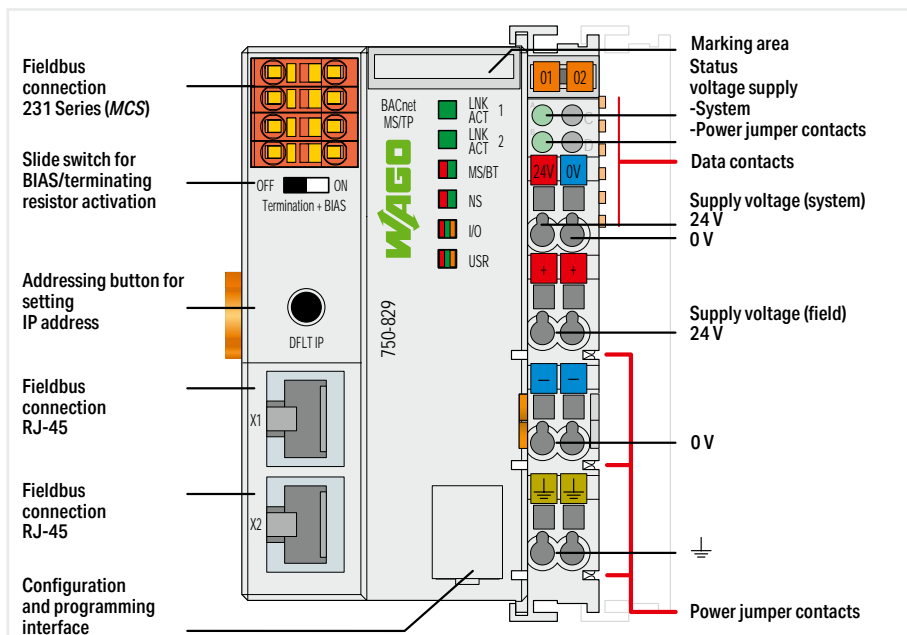 Fieldbus
connection
231 Series (MCS)
Slide switch for
BIAS/terminating
resistor activation
Addressing button for
setting
IP address
Fieldbus
connection
RJ-45
Fieldbus
connection
RJ-45
Configuration
and programming
interface
OFF ON
Termination + BIAS
DFLT IP
X1
X2
BACnet
MS/TP
WAGO
750-829
LNK
ACT 1
LNK
ACT 2
MS/BT
NS
I/O
USR
01 02
C
D
24V 0V
+ +
— —
Marking area
Status
voltage supply
-System
-Power jumper contacts
Data contacts
Supply voltage (system)
24 V
0 V
Supply voltage (field)
24 V
0 V
Power jumper contacts